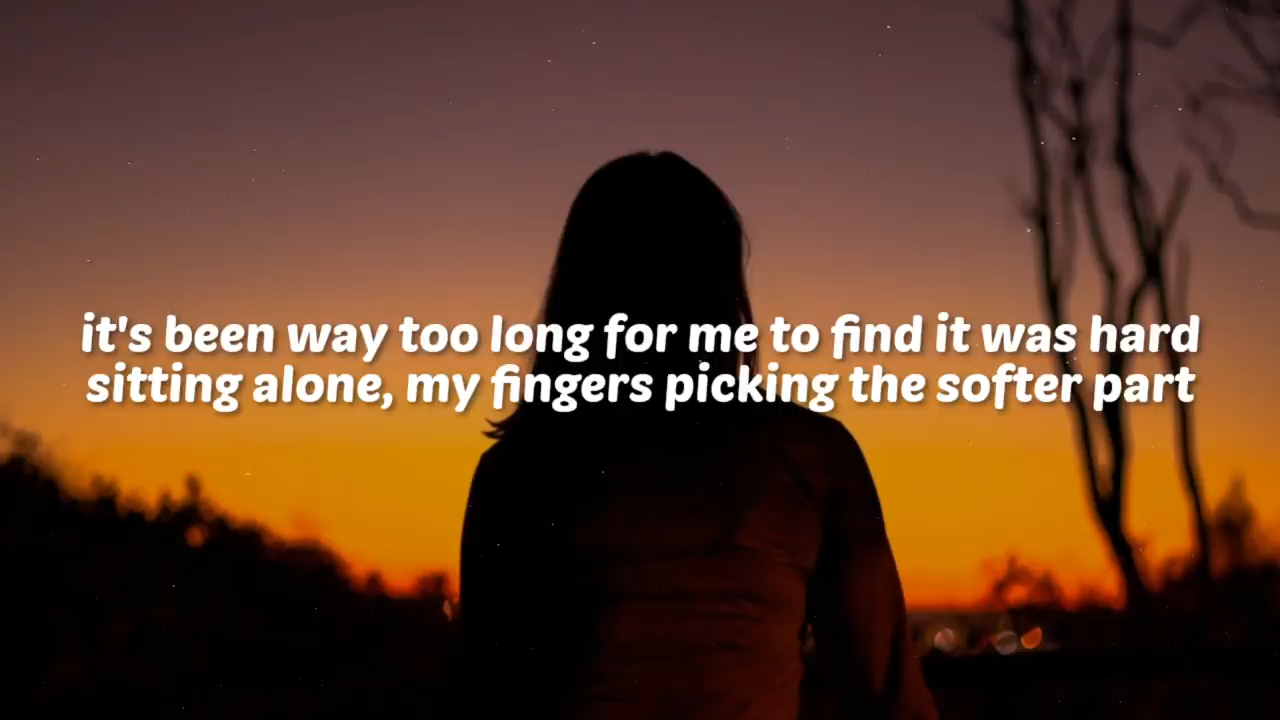 it's been way too long for me to find it was hard
sitting alone, my fingers picking the softer part